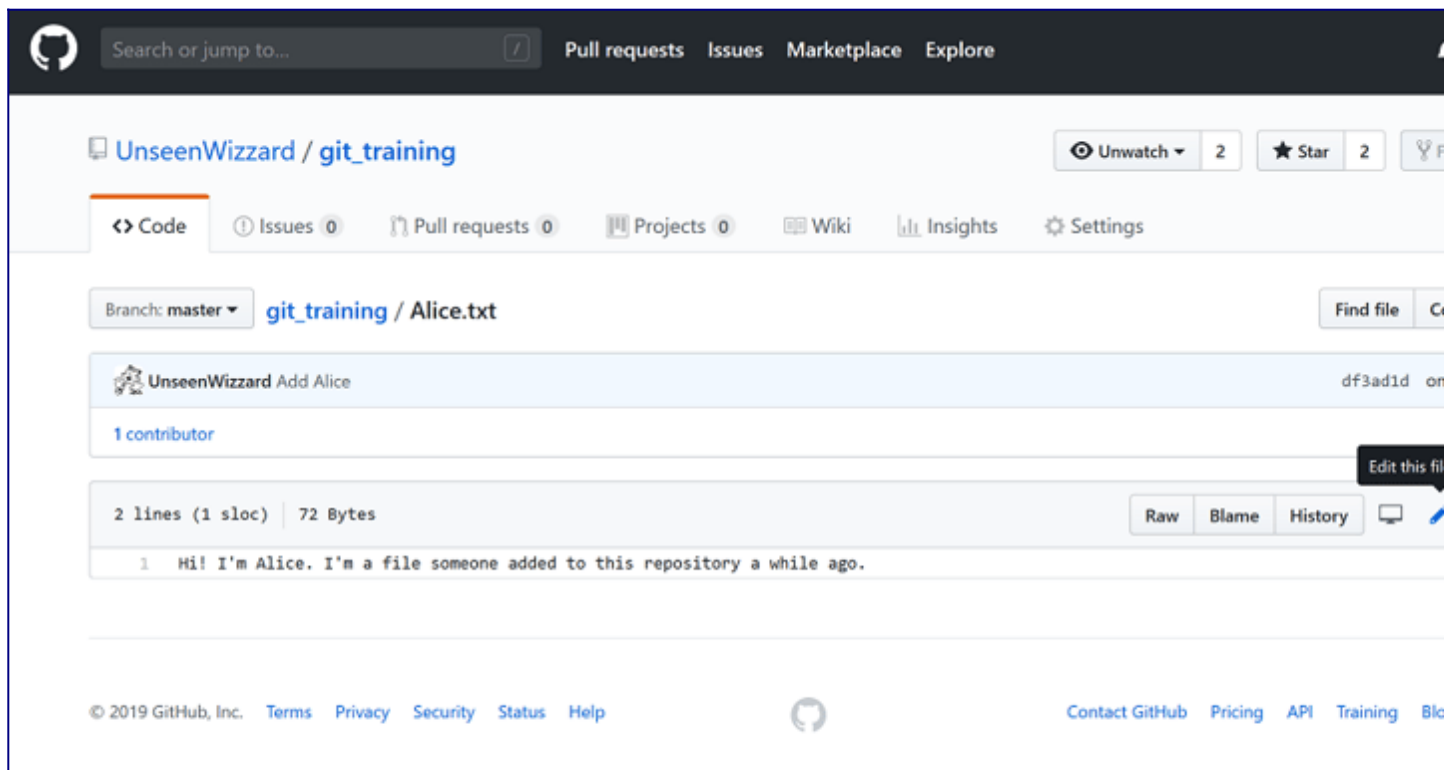 Search or jump to... /
Pull requests Issues Marketplace Explore
UnseenWizzard / git_training
Unwatch 2 Star 2
Code Issues 0 Pull requests 0 Projects 0 Wiki Insights Settings
Branch: master git_training / Alice.txt
Find file
UnseenWizzard Add Alice df3ad1d
1 contributor
Edit this
2 lines (1 sloc) 72 Bytes
Raw Blame History
1 Hi! I'm Alice. I'm a file someone added to this repository a while ago.
© 2019 GitHub, Inc. Terms Privacy Security Status Help
Contact GitHub Pricing API Training